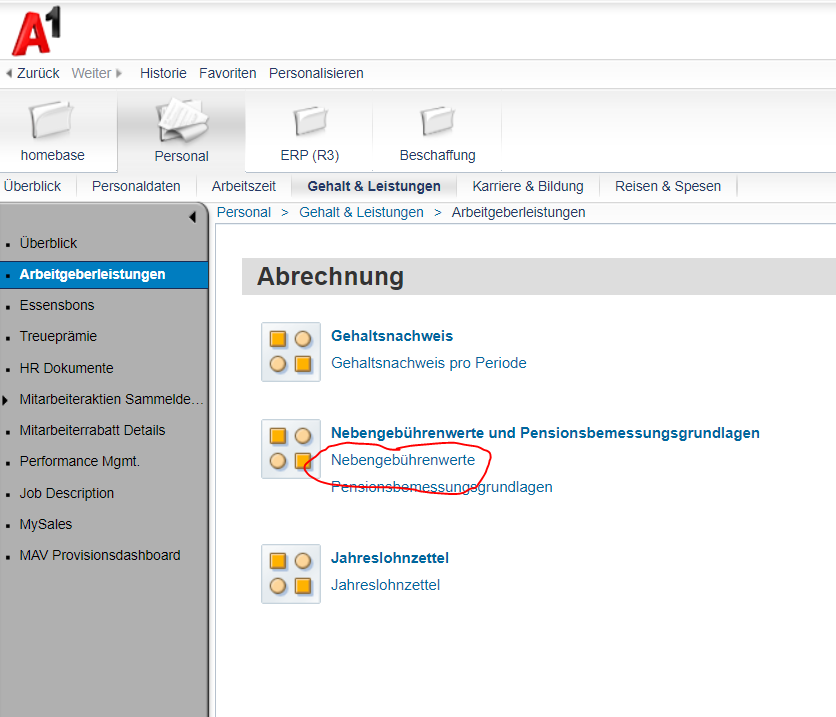 A1
Zurück Weiter Historie Favoriten Personalisieren
homebase Personal ERP (R3) Beschaffung
Überblick Personaldaten Arbeitszeit Gehalt & Leistungen Karriere & Bildung Reisen & Spesen
Personal > Gehalt & Leistungen > Arbeitgeberleistungen
Überblick
Arbeitgeberleistungen
Essensbons
Treueprämie
HR Dokumente
Mitarbeiteraktien Sammelde...
Mitarbeiterrabatt Details
Performance Mgmt.
Job Description
MySales
MAV Provisionsdashboard
Abrechnung
Gehaltsnachweis
Gehaltsnachweis pro Periode
Nebengebührenwerte und Pensionsbemessungsgrundlagen
Nebengebührenwerte
Pensionsbemessungsgrundlagen
Jahreslohnzettel
Jahreslohnzettel